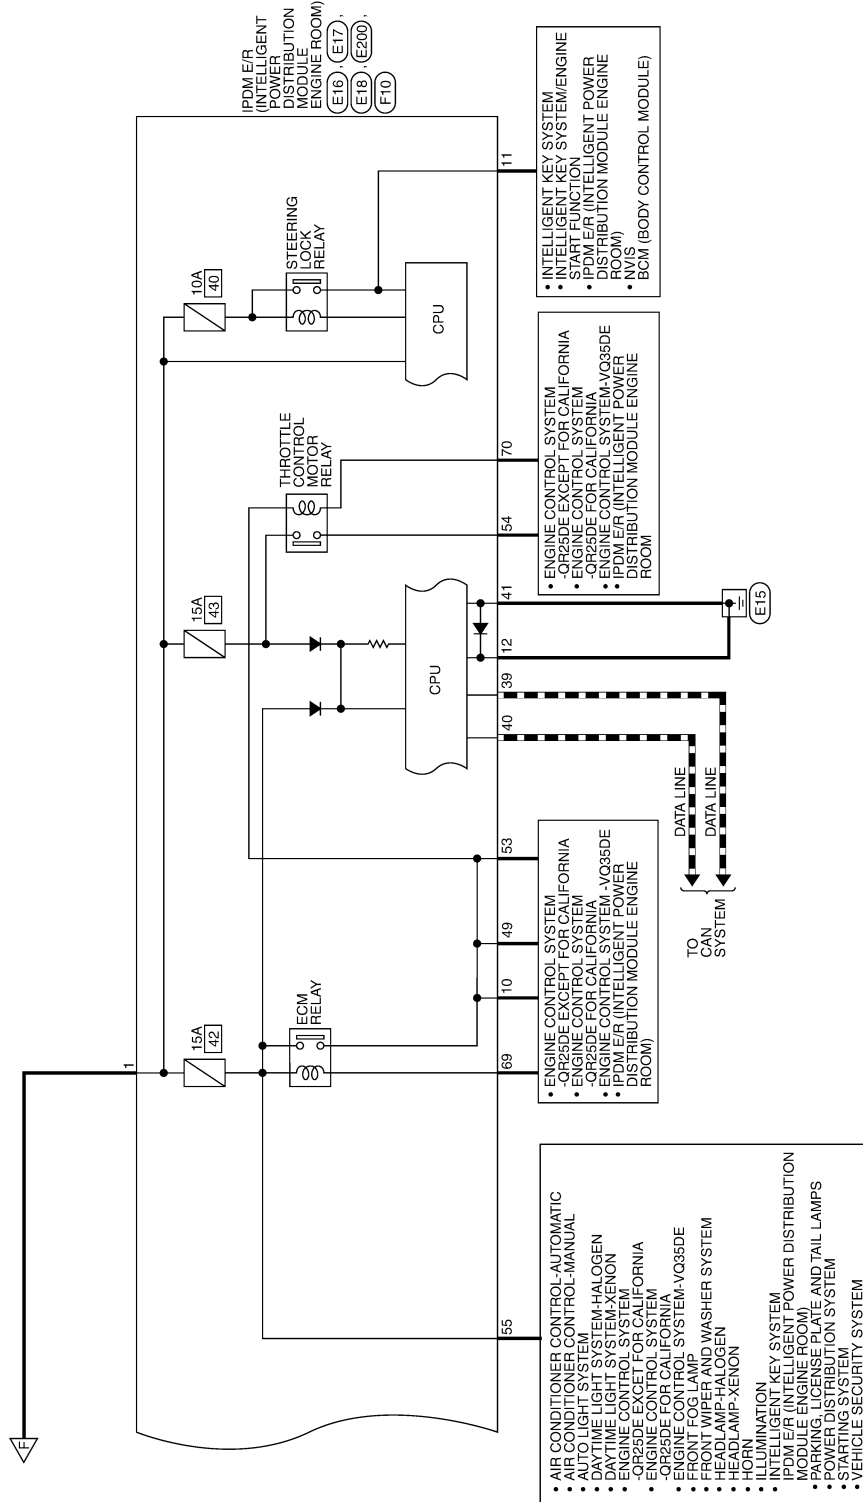 IPDM E/R
(INTELLIGENT
POWER
DISTRIBUTION
MODULE
ENGINE ROOM)
E16 , E17 ,
E18 , E200 ,
F10
F
1
15A
42
15A
43
10A
40
ECM
RELAY
THROTTLE
CONTROL
MOTOR
RELAY
STEERING
LOCK
RELAY
CPU
CPU
55
69
10
49
53
40
39
12
41
54
70
11
• AIR CONDITIONER CONTROL-AUTOMATIC
• AIR CONDITIONER CONTROL-MANUAL
• AUTO LIGHT SYSTEM
• DAYTIME LIGHT SYSTEM-HALOGEN
• DAYTIME LIGHT SYSTEM-XENON
• ENGINE CONTROL SYSTEM
-QR25DE EXCET FOR CALIFORNIA
• ENGINE CONTROL SYSTEM
-QR25DE FOR CALIFORNIA
• ENGINE CONTROL SYSTEM-VQ35DE
• FRONT FOG LAMP
• FRONT WIPER AND WASHER SYSTEM
• HEADLAMP-HALOGEN
• HEADLAMP-XENON
• HORN
• ILLUMINATION
• INTELLIGENT KEY SYSTEM
• IPDM E/R (INTELLIGENT POWER DISTRIBUTION
MODULE ENGINE ROOM)
• PARKING, LICENSE PLATE AND TAIL LAMPS
• POWER DISTRIBUTION SYSTEM
• STARTING SYSTEM
• VEHICLE SECURITY SYSTEM
• ENGINE CONTROL SYSTEM
-QR25DE EXCEPT FOR CALIFORNIA
• ENGINE CONTROL SYSTEM
-QR25DE FOR CALIFORNIA
• ENGINE CONTROL SYSTEM -VQ35DE
• IPDM E/R (INTELLIGENT POWER
DISTRIBUTION MODULE ENGINE
ROOM)
TO
CAN
SYSTEM
DATA LINE
DATA LINE
E15
• ENGINE CONTROL SYSTEM
-QR25DE EXCEPT FOR CALIFORNIA
• ENGINE CONTROL SYSTEM
-QR25DE FOR CALIFORNIA
• ENGINE CONTROL SYSTEM-VQ35DE
• IPDM E/R (INTELLIGENT POWER
DISTRIBUTION MODULE ENGINE
ROOM
• INTELLIGENT KEY SYSTEM
• INTELLIGENT KEY SYSTEM/ENGINE
START FUNCTION
• IPDM E/R (INTELLIGENT POWER
DISTRIBUTION MODULE ENGINE
ROOM)
• NVIS
• BCM (BODY CONTROL MODULE)